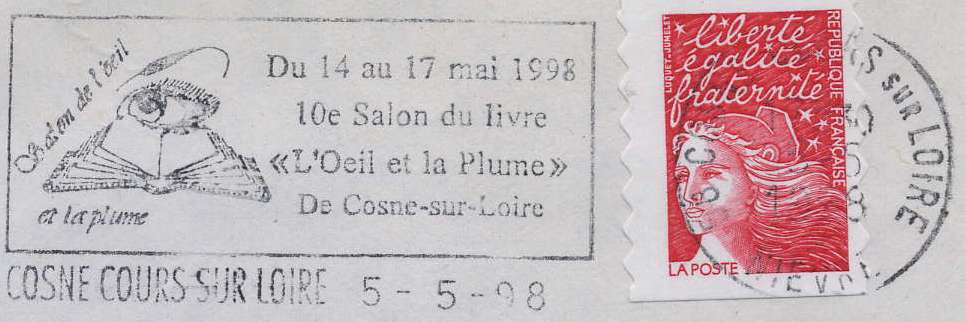 de l'oeil
et la plume
Du 14 au 17 mai 1998
10e Salon du livre
«L'Oeil et la Plume»
De Cosne-sur-Loire
COSNE COURS SUR LOIRE 5 - 5 - 98
liberté
égalité
fraternité
REPUBLIQUE FRANÇAISE
LUQUET-JUMELET
LA POSTE
RS SUR LOIRE